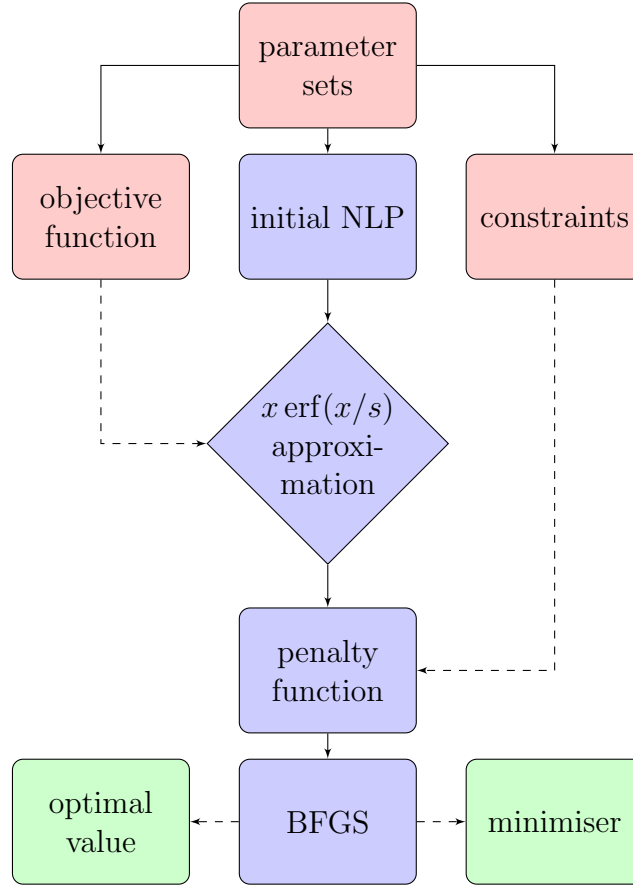 parameter
sets
objective
function
initial NLP
constraints
x erf(x/s)
approxi-
mation
penalty
function
optimal
value
BFGS
minimiser